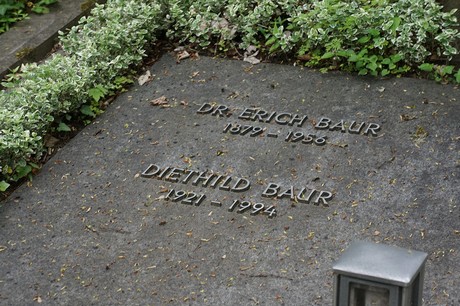 DR. ERICH BAUR
1879 - 1956
DIETHILD BAUR
1921 - 1994